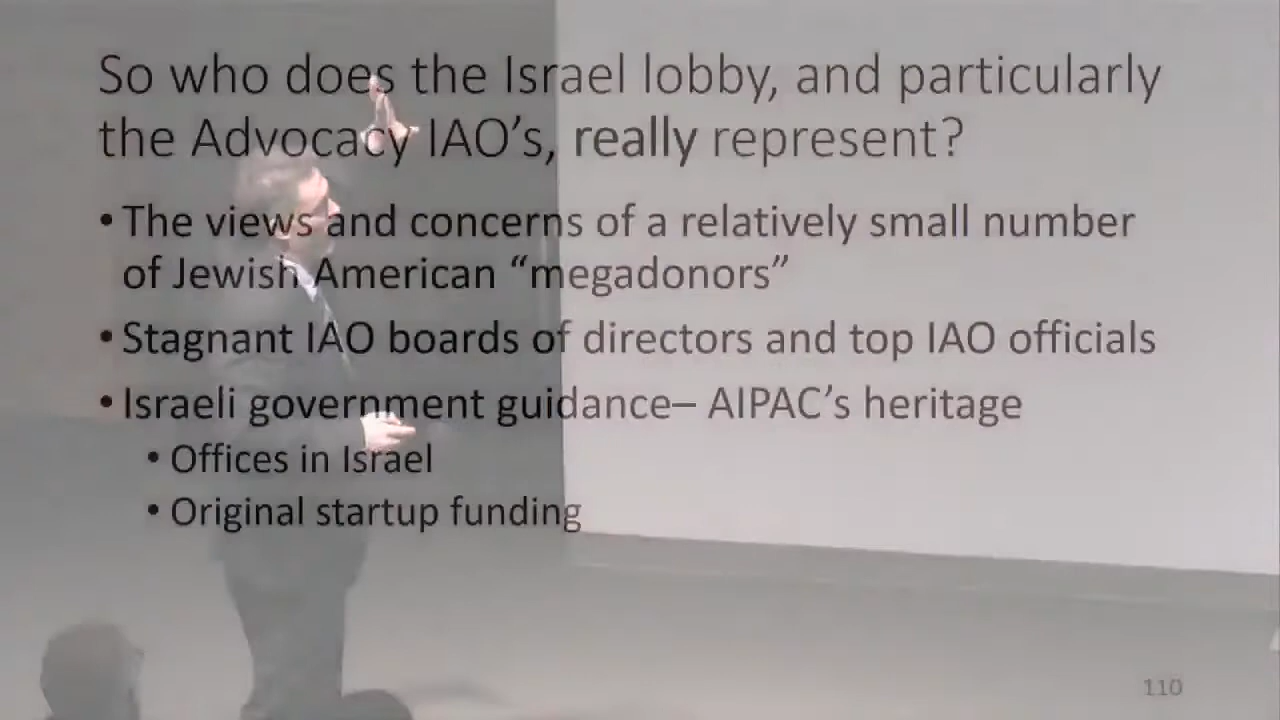 So who does the Israel lobby, and particularly
the Advocacy IAO's, really represent?
• The views and concerns of a relatively small number
of Jewish American “megadonors”
• Stagnant IAO boards of directors and top IAO officials
• Israeli government guidance– AIPAC’s heritage
• Offices in Israel
• Original startup funding
110